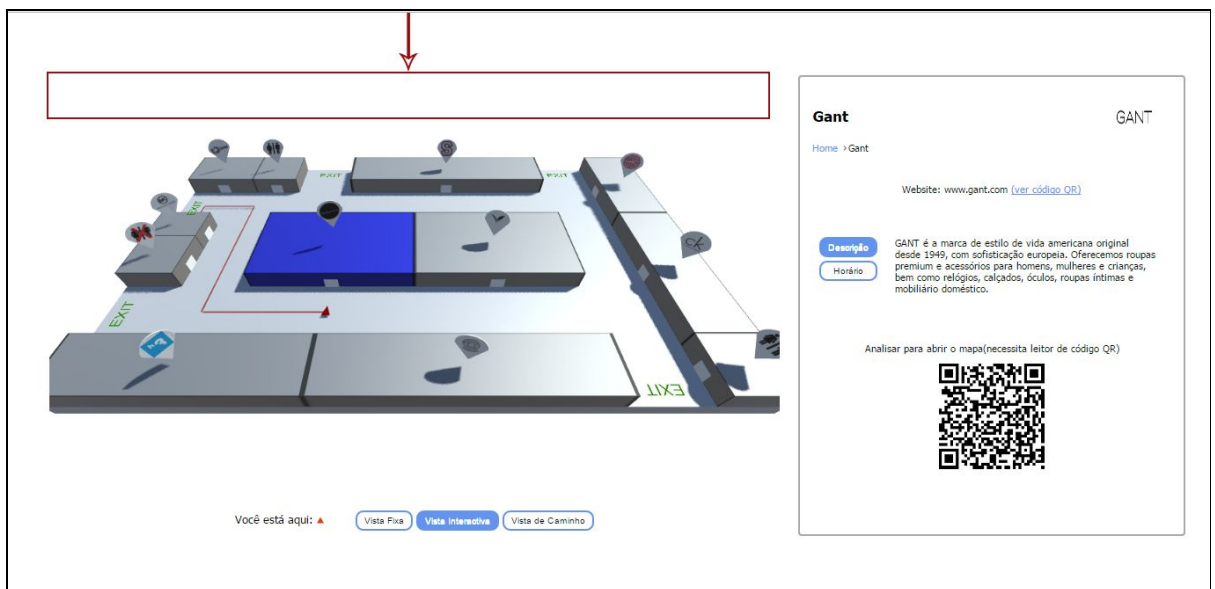 Gant
GANT
Home >Gant
Website: www.gant.com (ver código QR)
Descrição
Horário
GANT é a marca de estilo de vida americana original
desde 1949, com sofisticação europeia. Oferecemos roupas
premium e acessórios para homens, mulheres e crianças,
bem como relógios, calçados, óculos, roupas íntimas e
mobiliário doméstico.
Analisar para abrir o mapa(necessita leitor de código QR)
EXIT
EXIT
EXIT
EXIT
EXIT
Você está aqui:
Vista Fixa
Vista Interactiva
Vista de Caminho